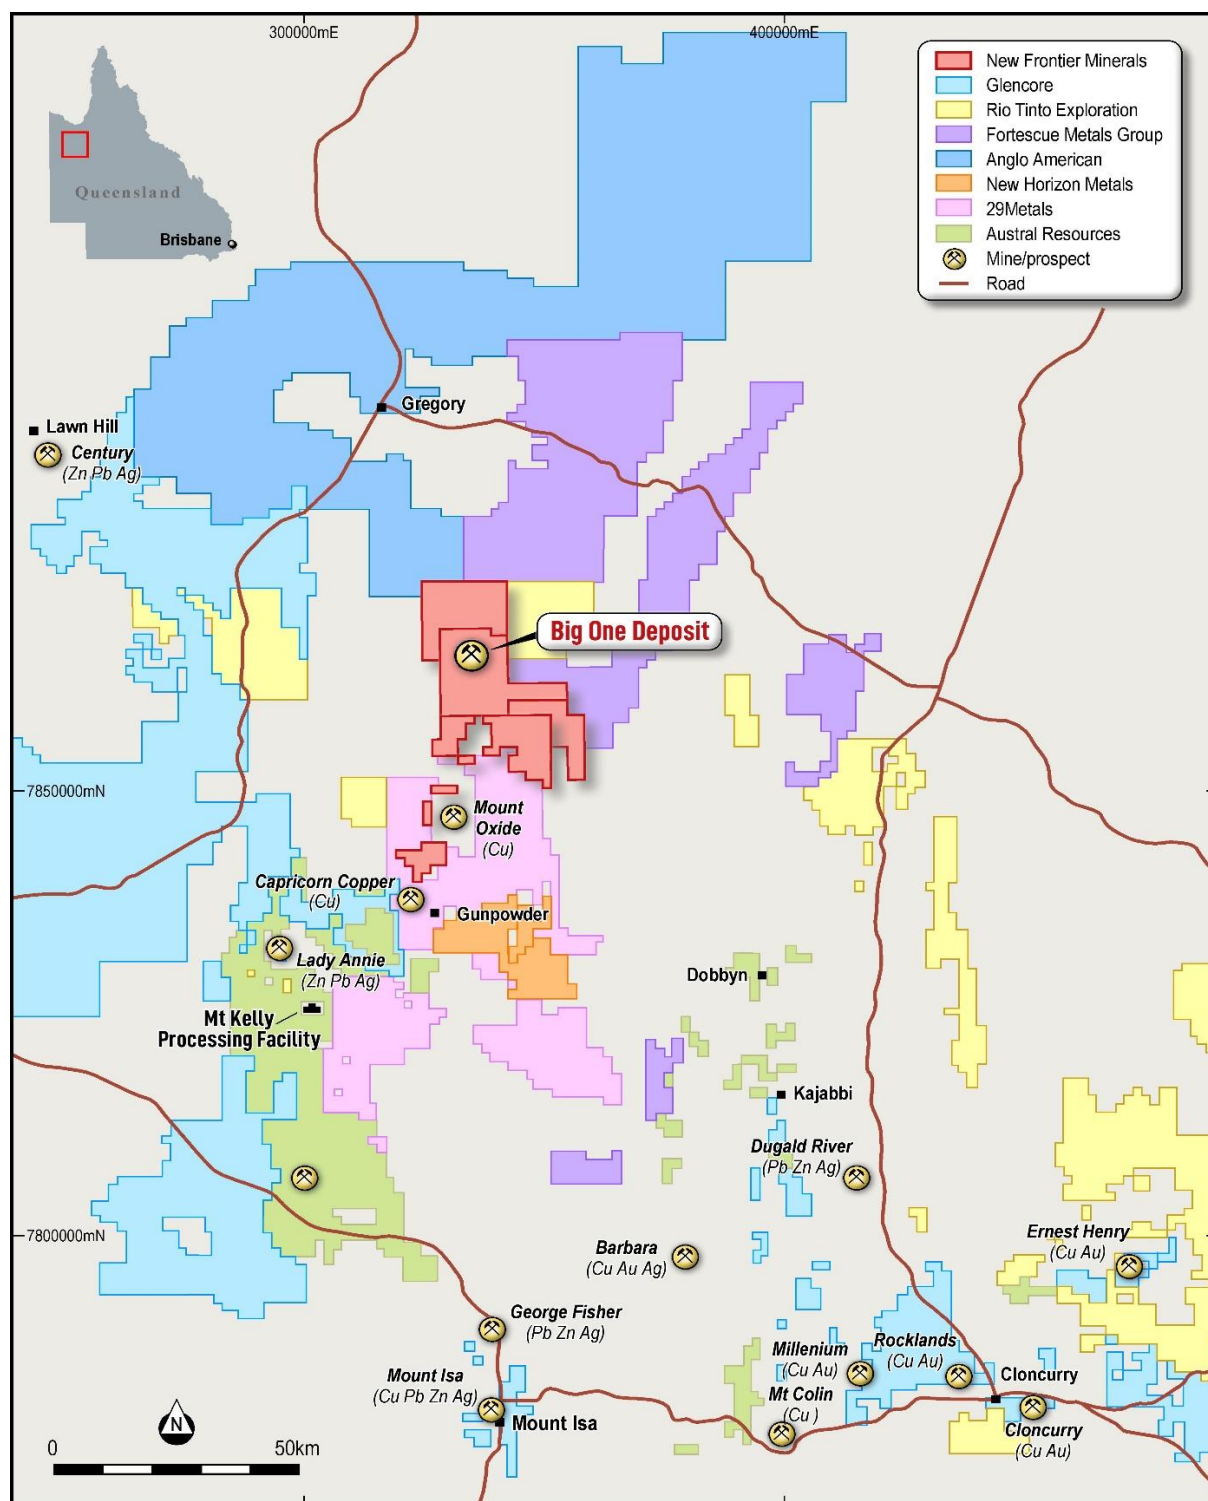 300000mE
400000mE
New Frontier Minerals
Glencore
Rio Tinto Exploration
Fortescue Metals Group
Anglo American
New Horizon Metals
29Metals
Austral Resources
Mine/prospect
Road
Queensland
Brisbane
Gregory
Lawn Hill
Century
(Zn Pb Ag)
Big One Deposit
7850000mN
Mount
Oxide
(Cu)
Capricorn Copper
(Cu)
Gunpowder
Lady Annie
(Zn Pb Ag)
Dobbyn
Mt Kelly
Processing Facility
Kajabbi
Dugald River
(Pb Zn Ag)
7800000mN
Ernest Henry
(Cu Au)
Barbara
(Cu Au Ag)
George Fisher
(Pb Zn Ag)
Millenium
(Cu Au)
Rocklands
(Cu Au)
Mount Isa
(Cu Pb Zn Ag)
Mt Colin
(Cu )
Cloncurry
Mount Isa
Cloncurry
(Cu Au)
N
0 50km